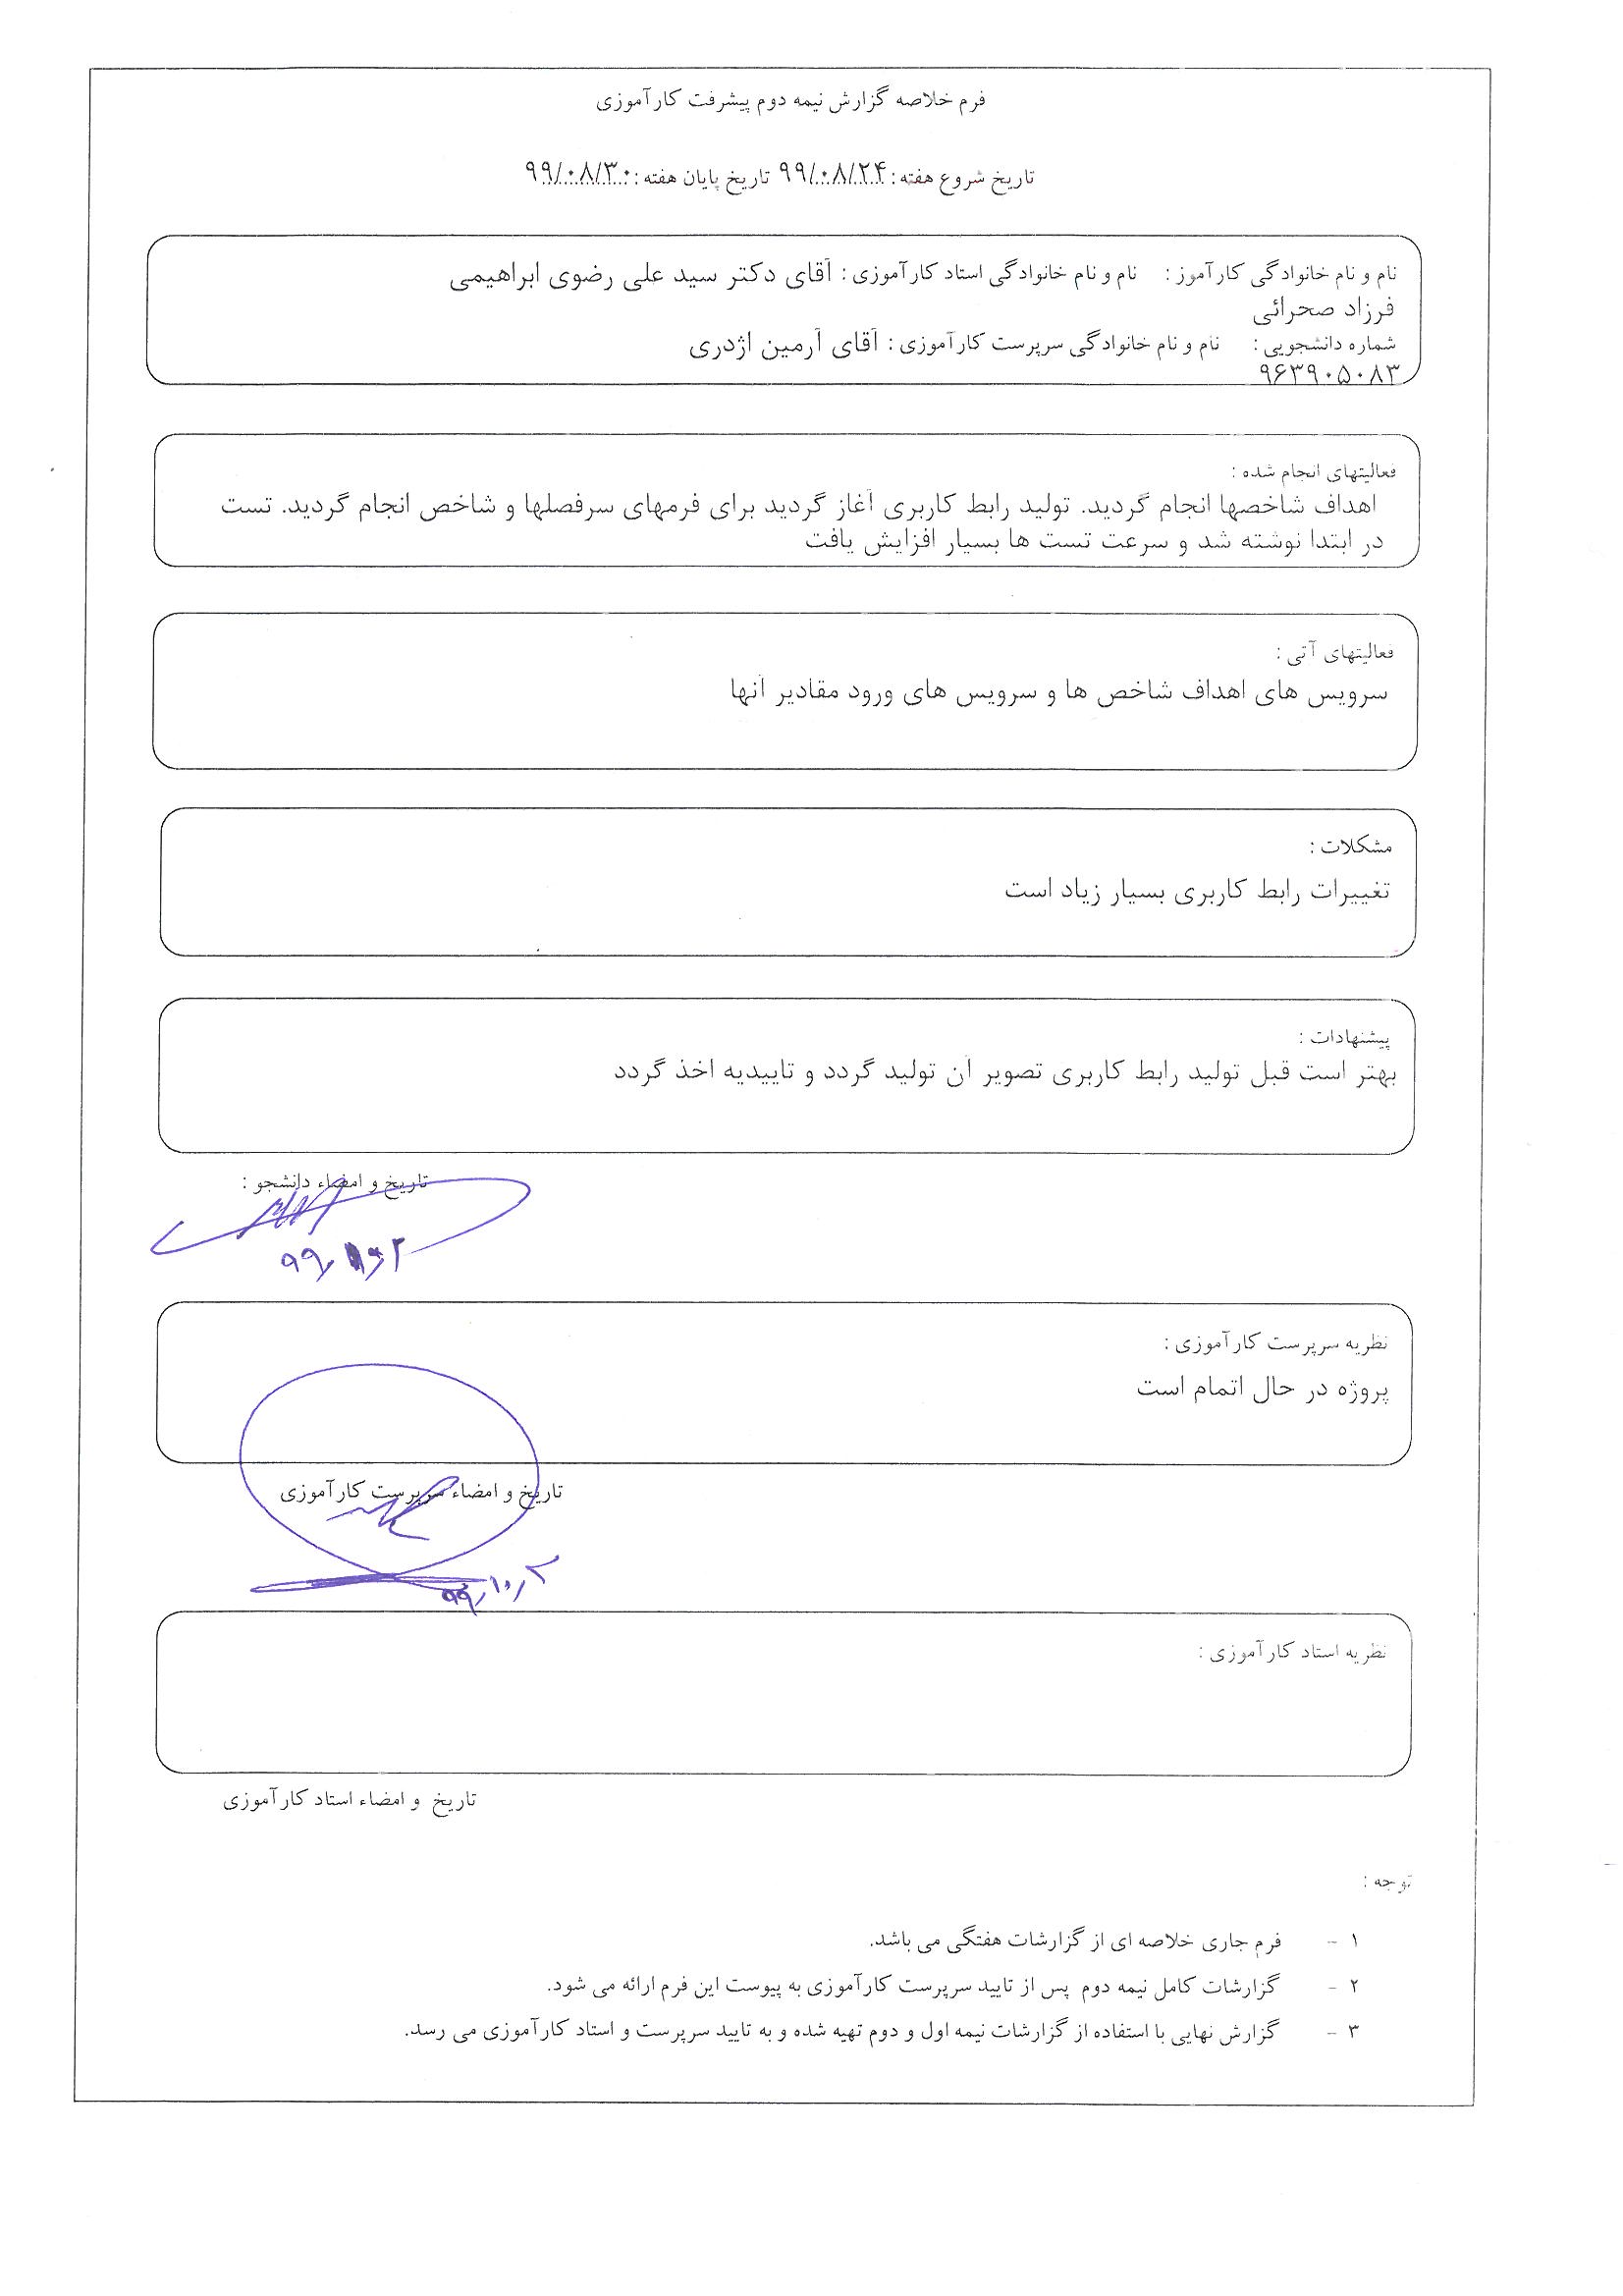 فرم خلاصه گزارش نیمه دوم پیشرفت کارآموزی
تاریخ شروع هفته: ۹۹/۰۸/۲۴ تاریخ پایان هفته: ۹۹/۰۸/۳۰
نام و نام خانوادگی کارآموز : نام و نام خانوادگی استاد کارآموزی : آقای دکتر سید علی رضوی ابراهیمی
فرزاد صحرائی
شماره دانشجویی : نام و نام خانوادگی سرپرست کارآموزی : آقای آرمین اژدری
۹۶۳۹۰۵۰۸۳
فعالیتهای انجام شده :
اهداف شاخصها انجام گردید. تولید رابط کاربری آغاز گردید برای فرمهای سرفصلها و شاخص انجام گردید. تست
در ابتدا نوشته شد و سرعت تست ها بسیار افزایش یافت
فعالیتهای آتی :
سرویس های اهداف شاخص ها و سرویس های ورود مقادیر آنها
مشکلات :
تغییرات رابط کاربری بسیار زیاد است
پیشنهادات :
بهتر است قبل تولید رابط کاربری تصویر آن تولید گردد و تاییدیه اخذ گردد
تاریخ و امضاء دانشجو :
نظریه سرپرست کارآموزی :
پروژه در حال اتمام است
تاریخ و امضاء سرپرست کارآموزی
۹۹/۱۰/۲
نظریه استاد کارآموزی :
تاریخ و امضاء استاد کارآموزی
توجه :
۱ - فرم جاری خلاصه ای از گزارشات هفتگی می باشد.
۲ - گزارشات کامل نیمه دوم پس از تایید سرپرست کارآموزی به پیوست این فرم ارائه می شود.
۳ - گزارش نهایی با استفاده از گزارشات نیمه اول و دوم تهیه شده و به تایید سرپرست و استاد کارآموزی می رسد.